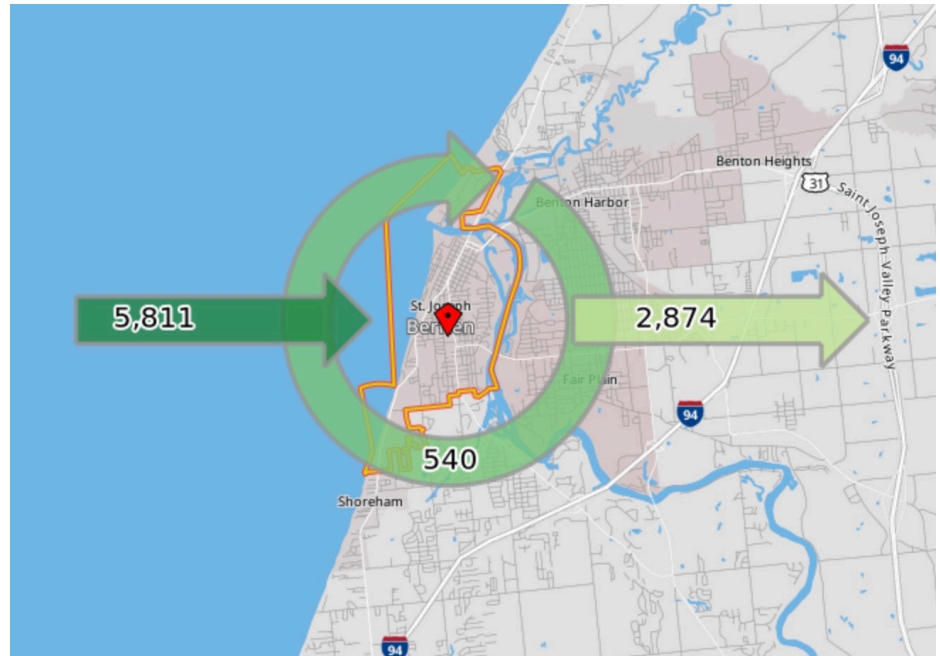 94
Benton Heights
31
Saint Joseph Valley Parkway
Benton Harbor
5,811
St. Joseph
2,874
Fair Plain
94
540
Shoreham
94